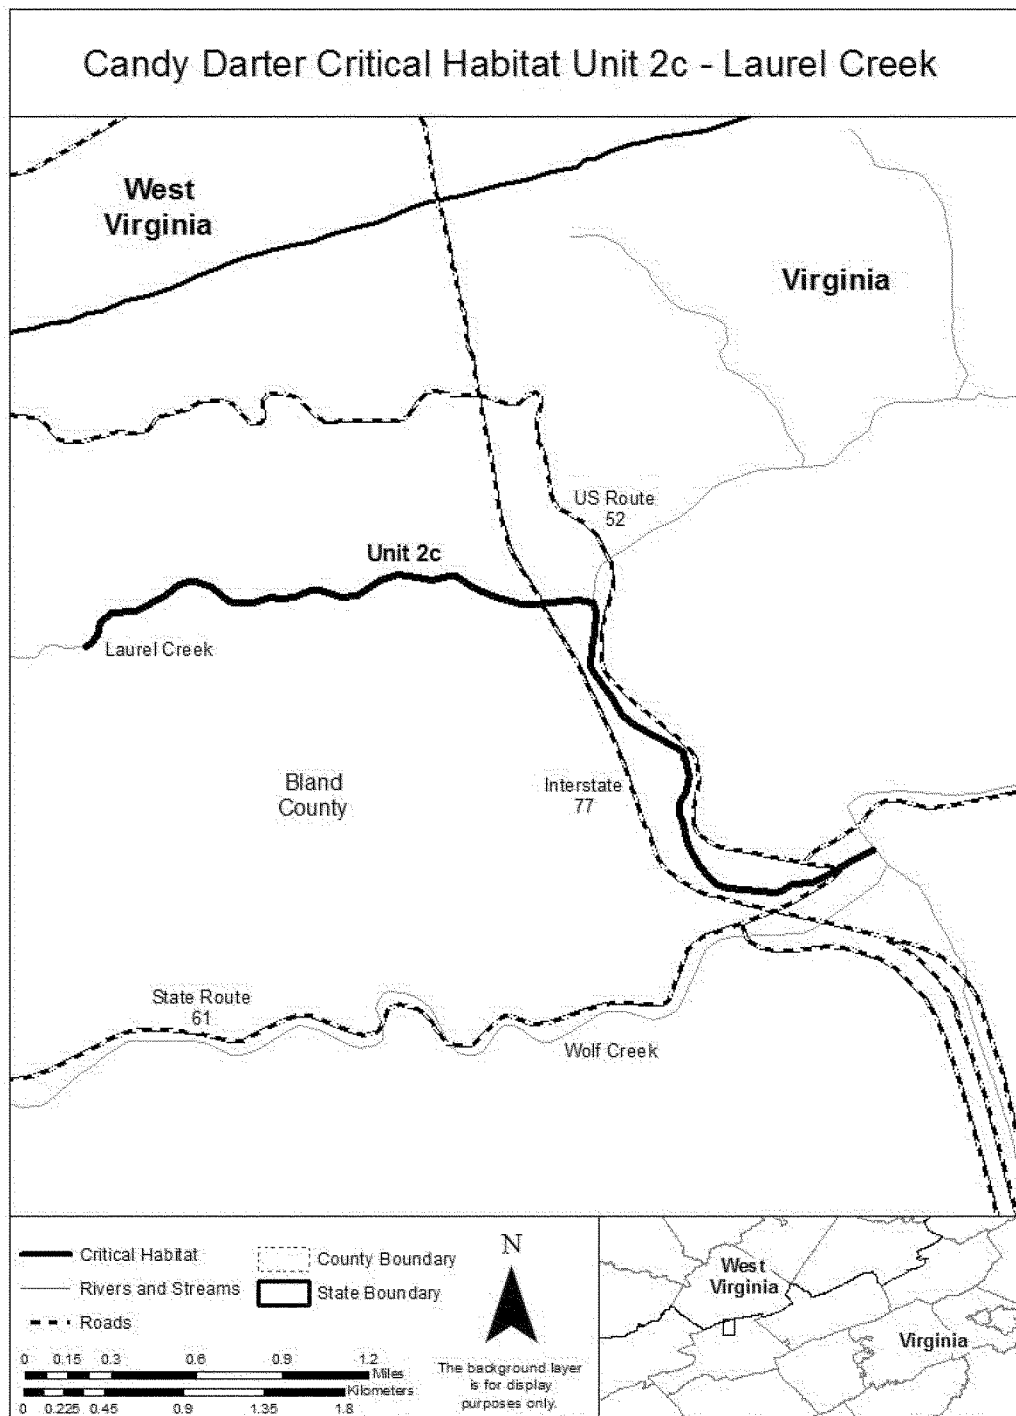 Candy Darter Critical Habitat Unit 2c - Laurel Creek
West
Virginia
Virginia
US Route
52
Unit 2c
Laurel Creek
Bland
County
Interstate
77
State Route
61
Wolf Creek
Critical Habitat
Rivers and Streams
Roads
County Boundary
State Boundary
N
The background layer
is for display
purposes only.
0 0.15 0.3 0.6 0.9 1.2
Miles
Kilometers
0 0.225 0.45 0.9 1.35 1.8
West
Virginia
Virginia